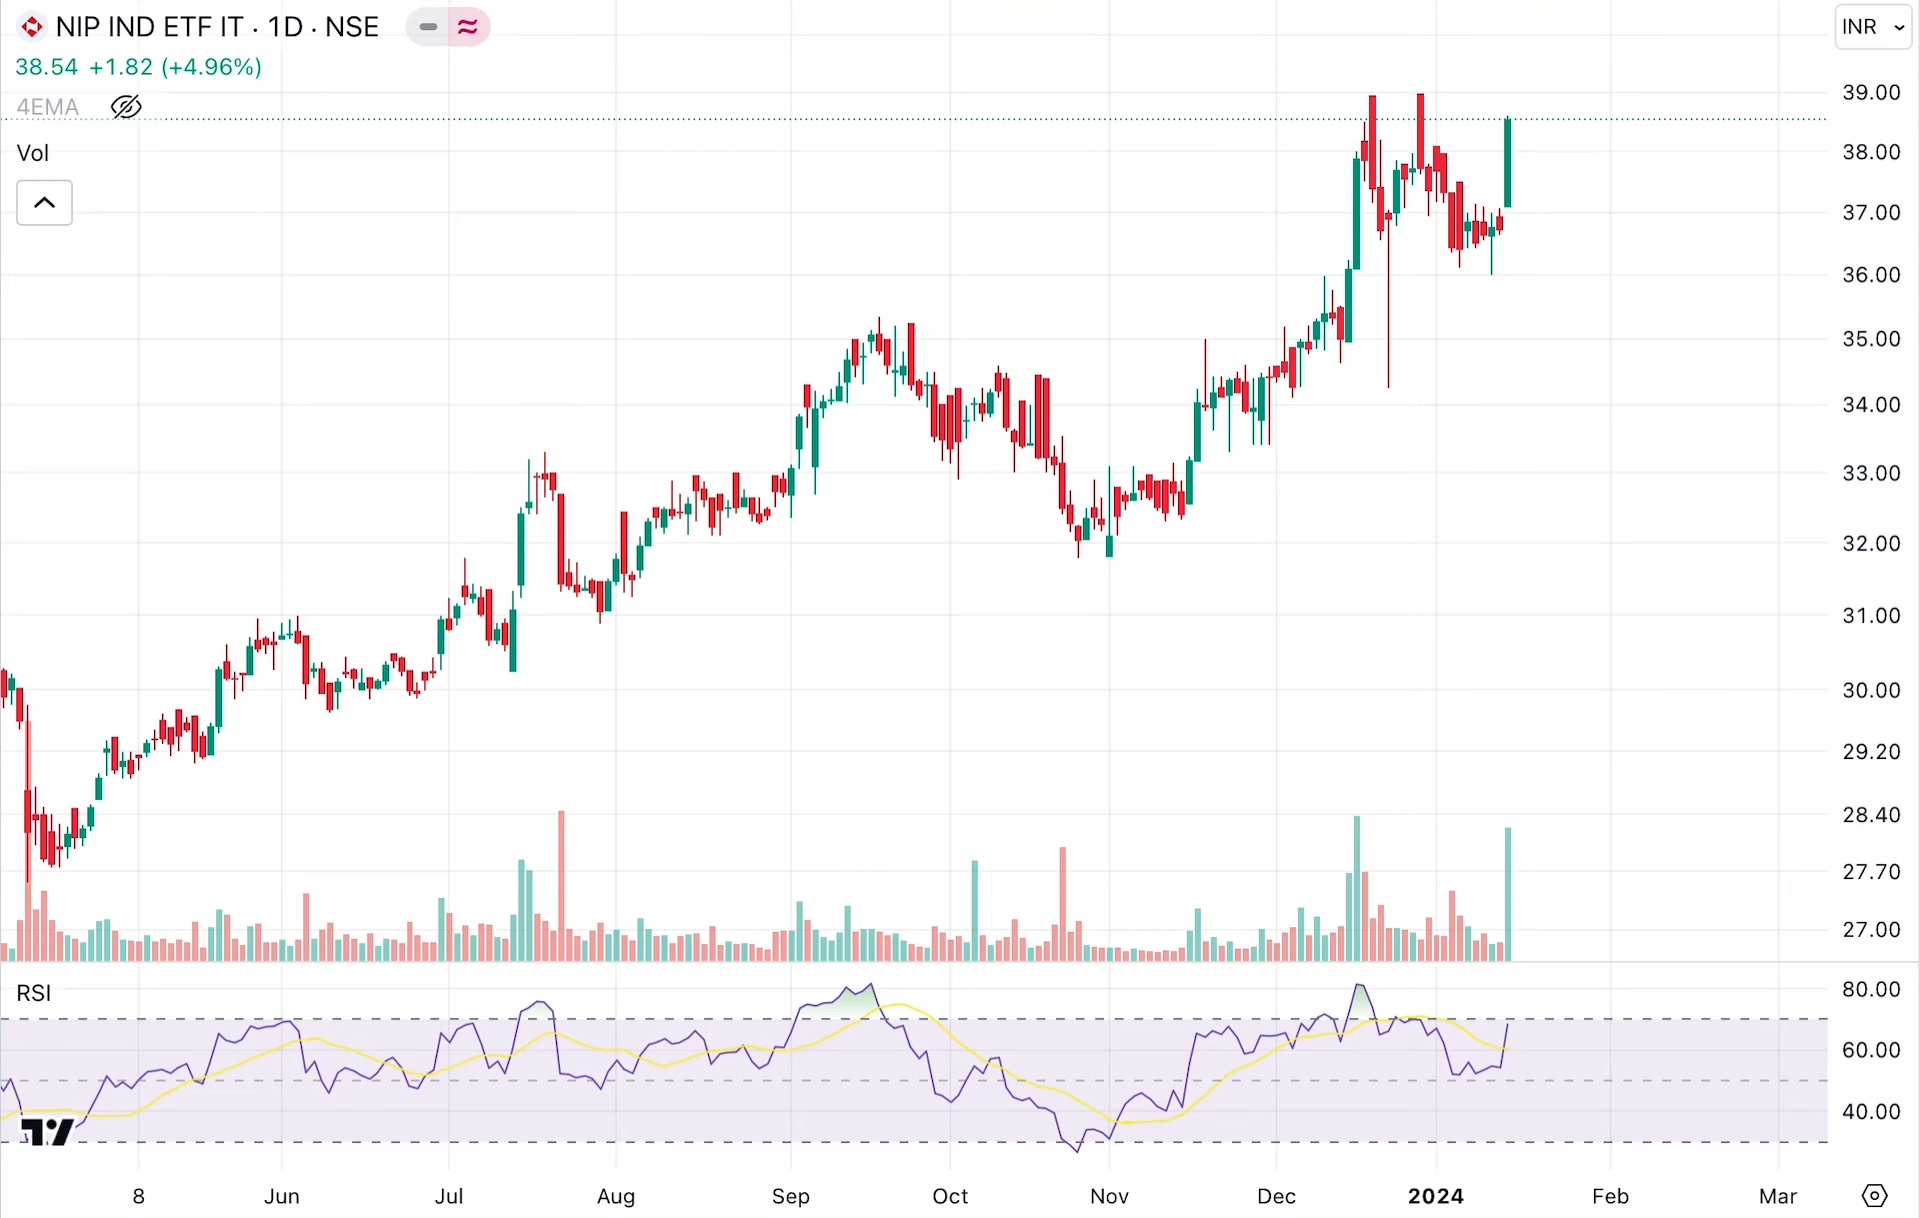 NIP IND ETF IT · 1D · NSE
INR
38.54 +1.82 (+4.96%)
4EMA
Vol
39.00
38.00
37.00
36.00
35.00
34.00
33.00
32.00
31.00
30.00
29.20
28.40
27.70
27.00
RSI
80.00
60.00
40.00
8 Jun Jul Aug Sep Oct Nov Dec 2024 Feb Mar